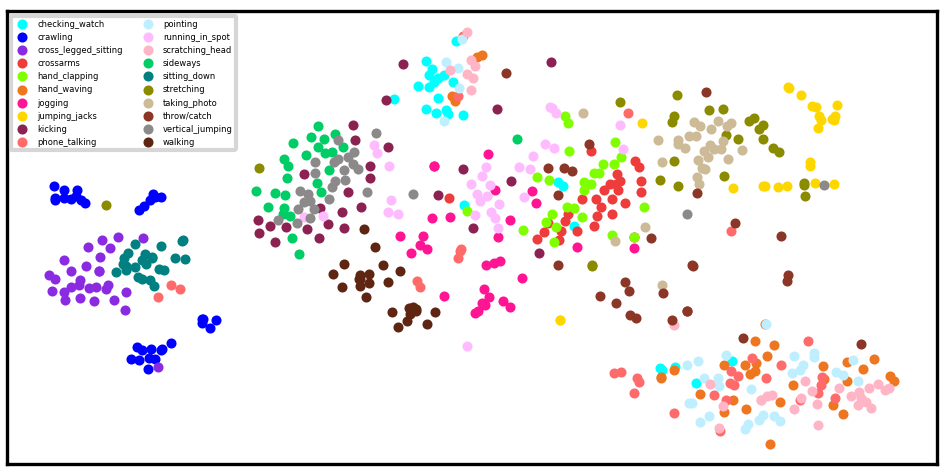 checking_watch
crawling
cross_legged_sitting
crossarms
hand_clapping
hand_waving
jogging
jumping_jacks
kicking
phone_talking
pointing
running_in_spot
scratching_head
sideways
sitting_down
stretching
taking_photo
throw/catch
vertical_jumping
walking